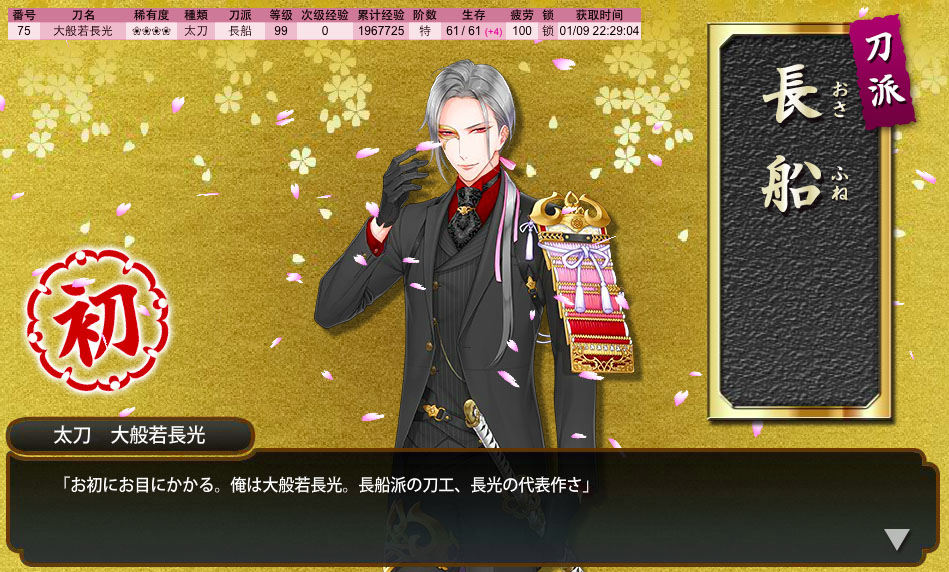 番号 刀名 稀有度 種類 刀派 等级 次级经验 累计经验 阶数 生存 疲劳 锁 获取时间
75 大般若長光 ❀❀❀❀ 太刀 長船 99 0 1967725 特 61 / 61 (+4) 100 锁 01/09 22:29:04
刀派
長船
おさふね
初
太刀 大般若長光
「お初にお目にかかる。俺は大般若長光。長船派の刀工、長光の代表作さ」